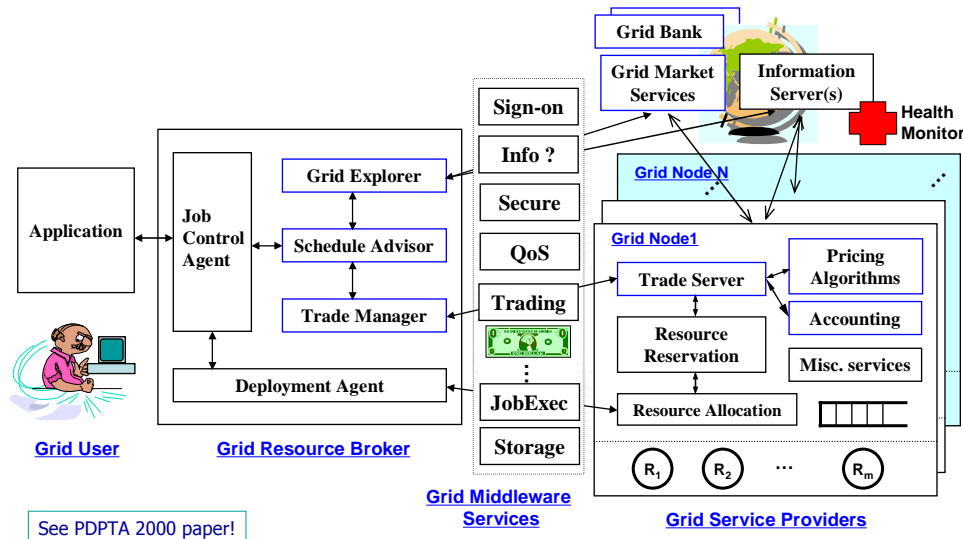 Grid Bank
Grid Market
Services
Information
Server(s)
Health
Monitor
Sign-on
Info ?
Secure
QoS
Trading
⋮
JobExec
Storage
Grid Middleware
Services
Application
Grid User
Job
Control
Agent
Grid Explorer
Schedule Advisor
Trade Manager
Deployment Agent
Grid Resource Broker
Grid Node N
...
...
Grid Node1
Trade Server
Pricing
Algorithms
Accounting
Resource
Reservation
Misc. services
Resource Allocation
R1
R2
…
Rm
Grid Service Providers
See PDPTA 2000 paper!